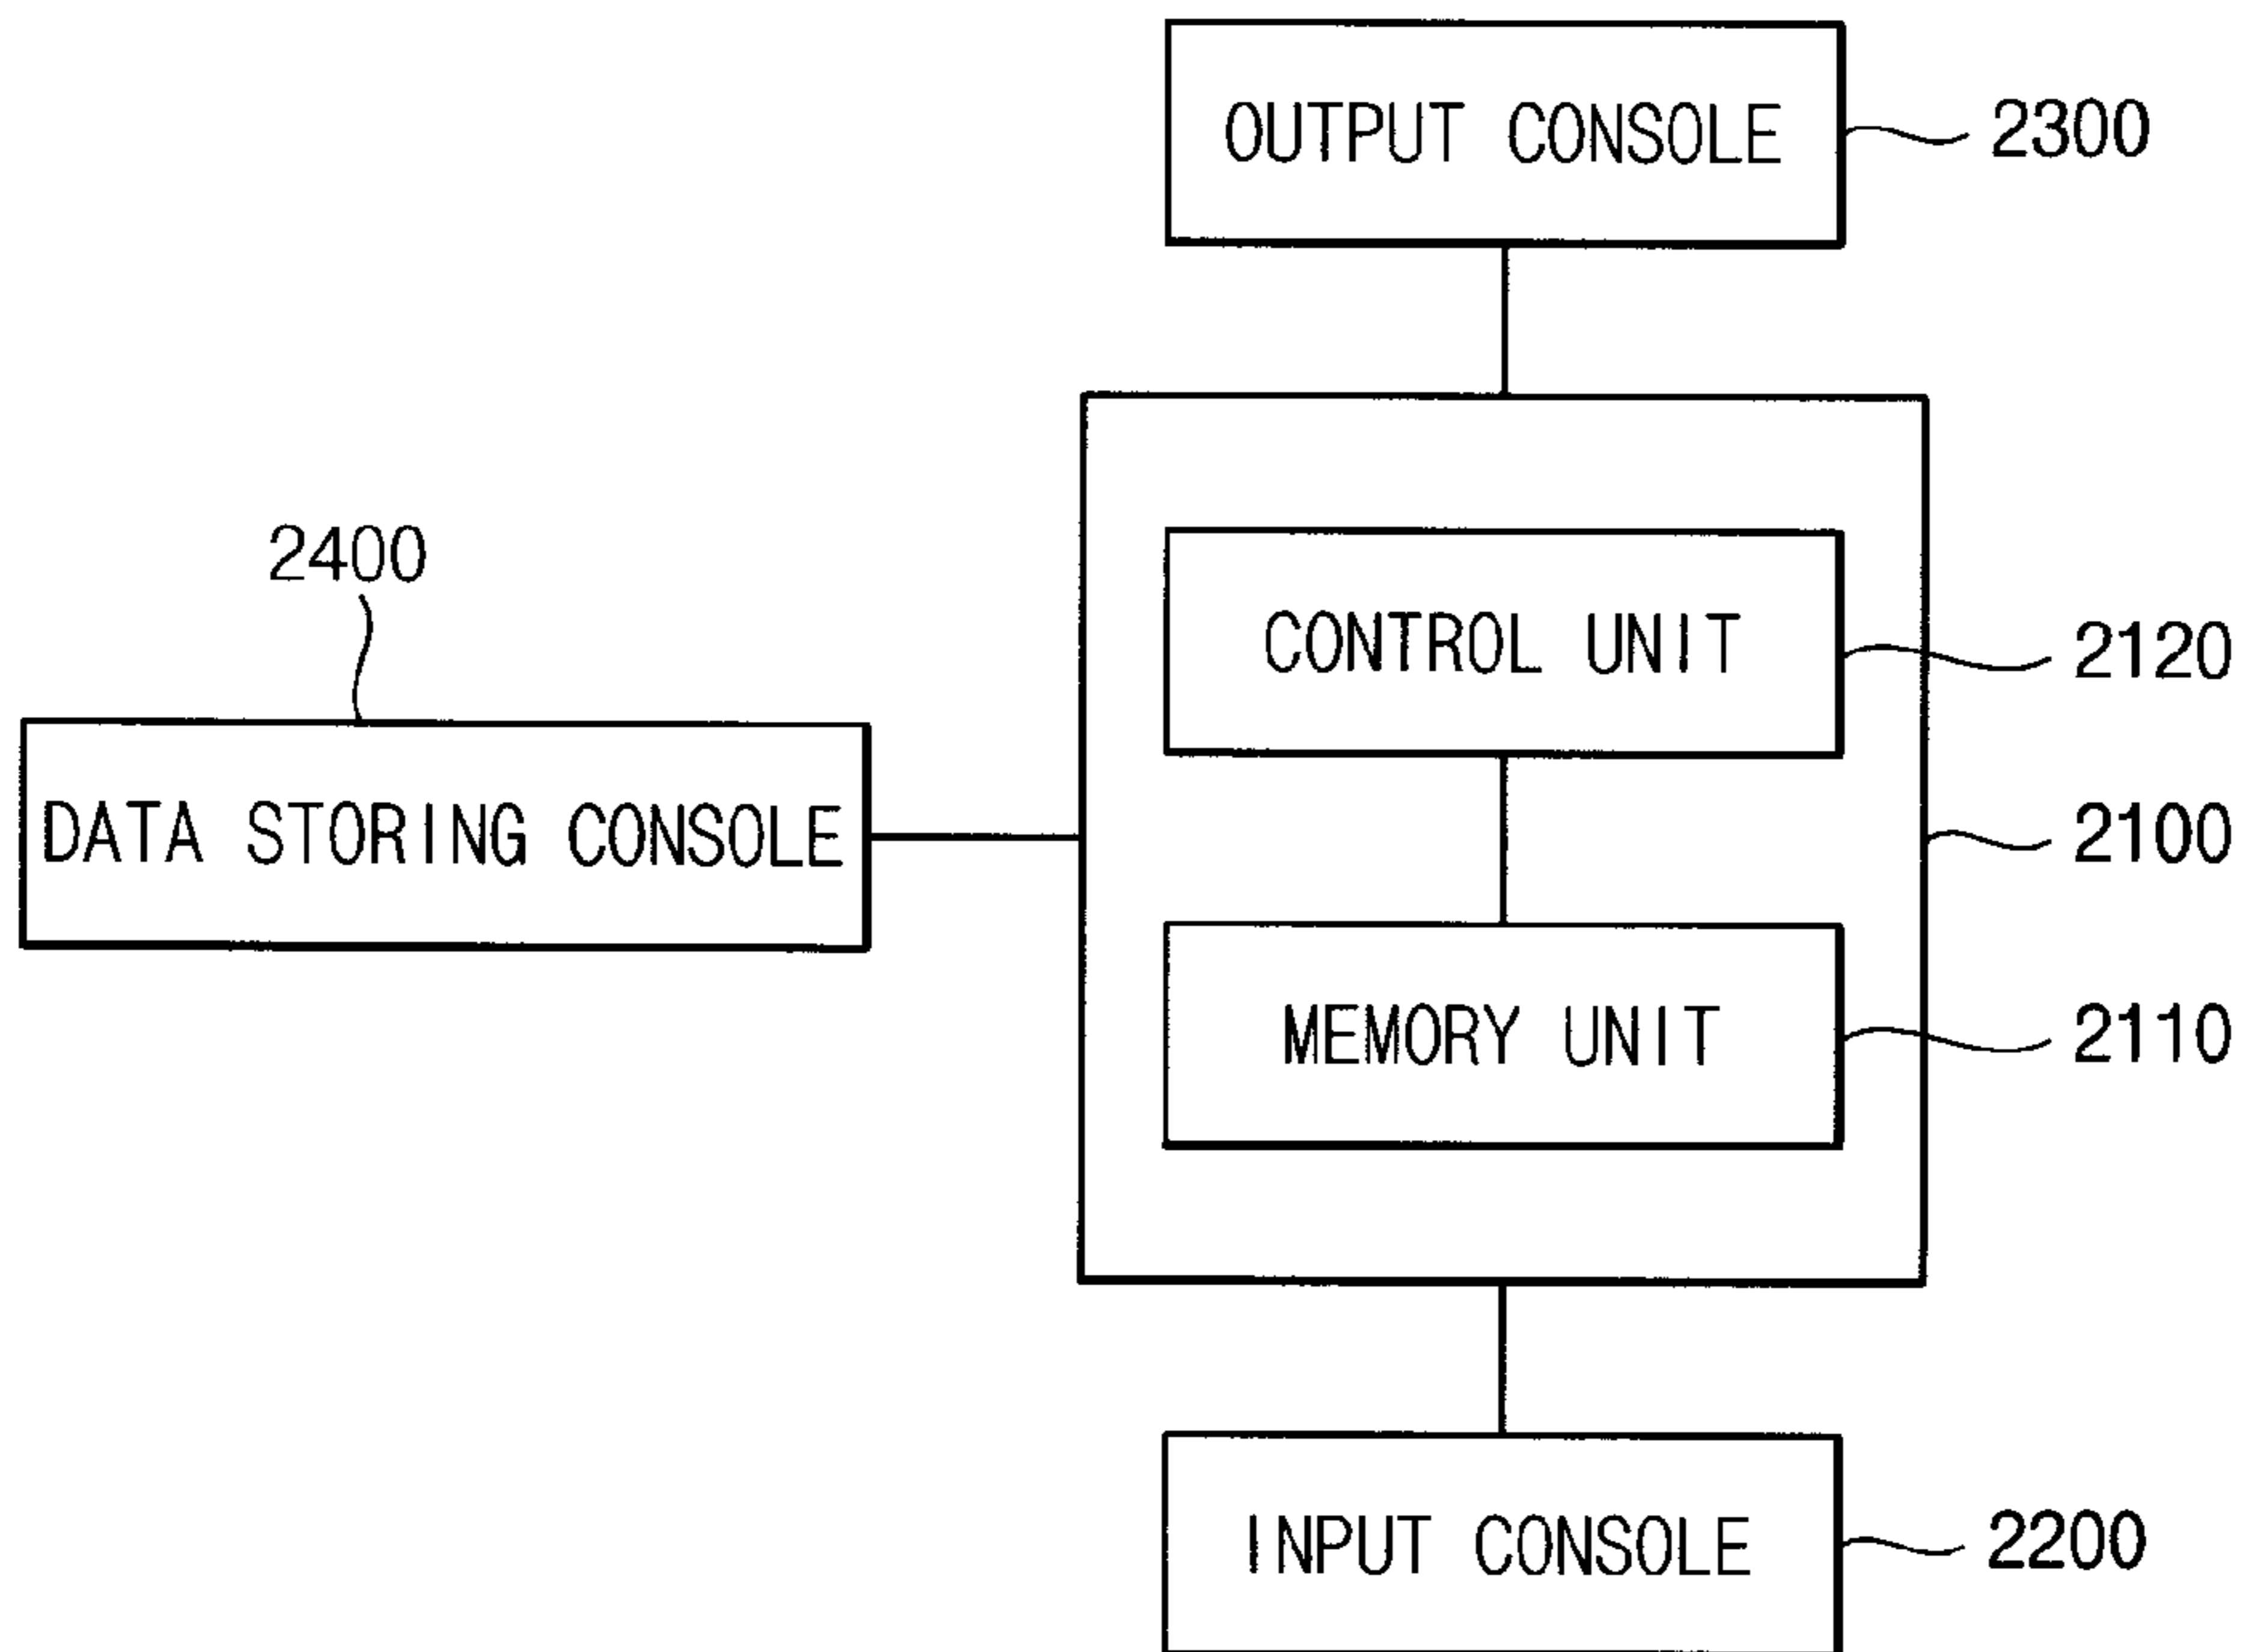 OUTPUT CONSOLE
2300
2400
CONTROL UNIT
2120
DATA STORING CONSOLE
2100
MEMORY UNIT
2110
INPUT CONSOLE
2200